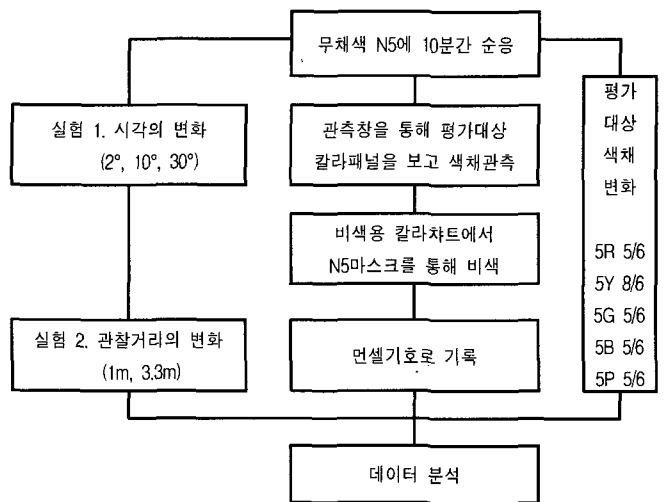 무채색 N5에 10분간 순응
실험 1. 시각의 변화
(2°, 10°, 30°)
관측창을 통해 평가대상
칼라패널을 보고 색채관측
비색용 칼라챠트에서
N5마스크를 통해 비색
실험 2. 관찰거리의 변화
(1m, 3.3m)
먼셀기호로 기록
평가
대상
색채
변화
5R 5/6
5Y 8/6
5G 5/6
5B 5/6
5P 5/6
데이터 분석